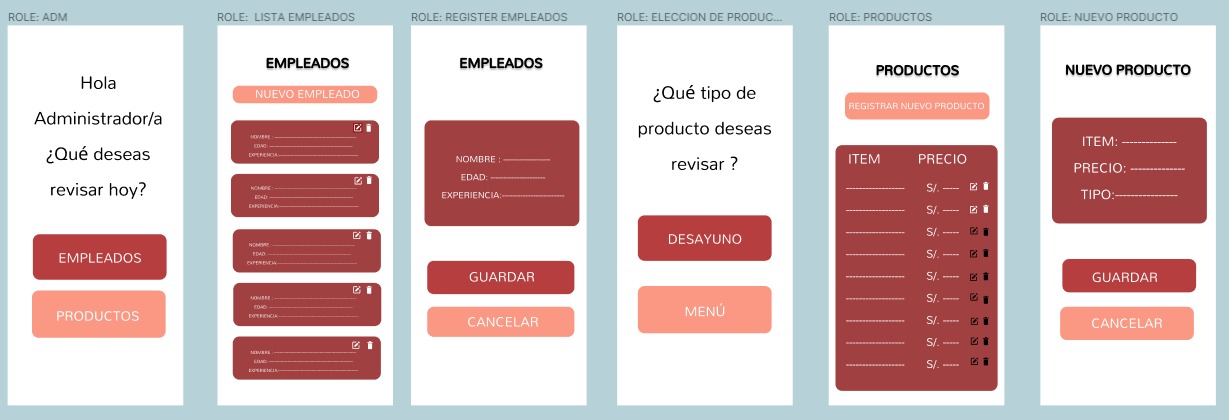 ROLE: ADM
Hola
Administrador/a
¿Qué deseas
revisar hoy?
EMPLEADOS
PRODUCTOS
ROLE: LISTA EMPLEADOS
EMPLEADOS
NUEVO EMPLEADO
NOMBRE : ----------------------------
EDAD: ----------------------------
EXPERIENCIA:----------------------------
NOMBRE : ----------------------------
EDAD: ----------------------------
EXPERIENCIA:----------------------------
NOMBRE : ----------------------------
EDAD: ----------------------------
EXPERIENCIA:----------------------------
NOMBRE : ----------------------------
EDAD: ----------------------------
EXPERIENCIA:----------------------------
NOMBRE : ----------------------------
EDAD: ----------------------------
EXPERIENCIA:----------------------------
ROLE: REGISTER EMPLEADOS
EMPLEADOS
NOMBRE : --------------
EDAD: ----------------
EXPERIENCIA:------------------
GUARDAR
CANCELAR
ROLE: ELECCION DE PRODUC...
¿Qué tipo de
producto deseas
revisar ?
DESAYUNO
MENÚ
ROLE: PRODUCTOS
PRODUCTOS
REGISTRAR NUEVO PRODUCTO
ITEM PRECIO
----------------- S/. -----
----------------- S/. -----
----------------- S/. -----
----------------- S/. -----
----------------- S/. -----
----------------- S/. -----
----------------- S/. -----
----------------- S/. -----
----------------- S/. -----
ROLE: NUEVO PRODUCTO
NUEVO PRODUCTO
ITEM: --------------
PRECIO: --------------
TIPO:----------------
GUARDAR
CANCELAR